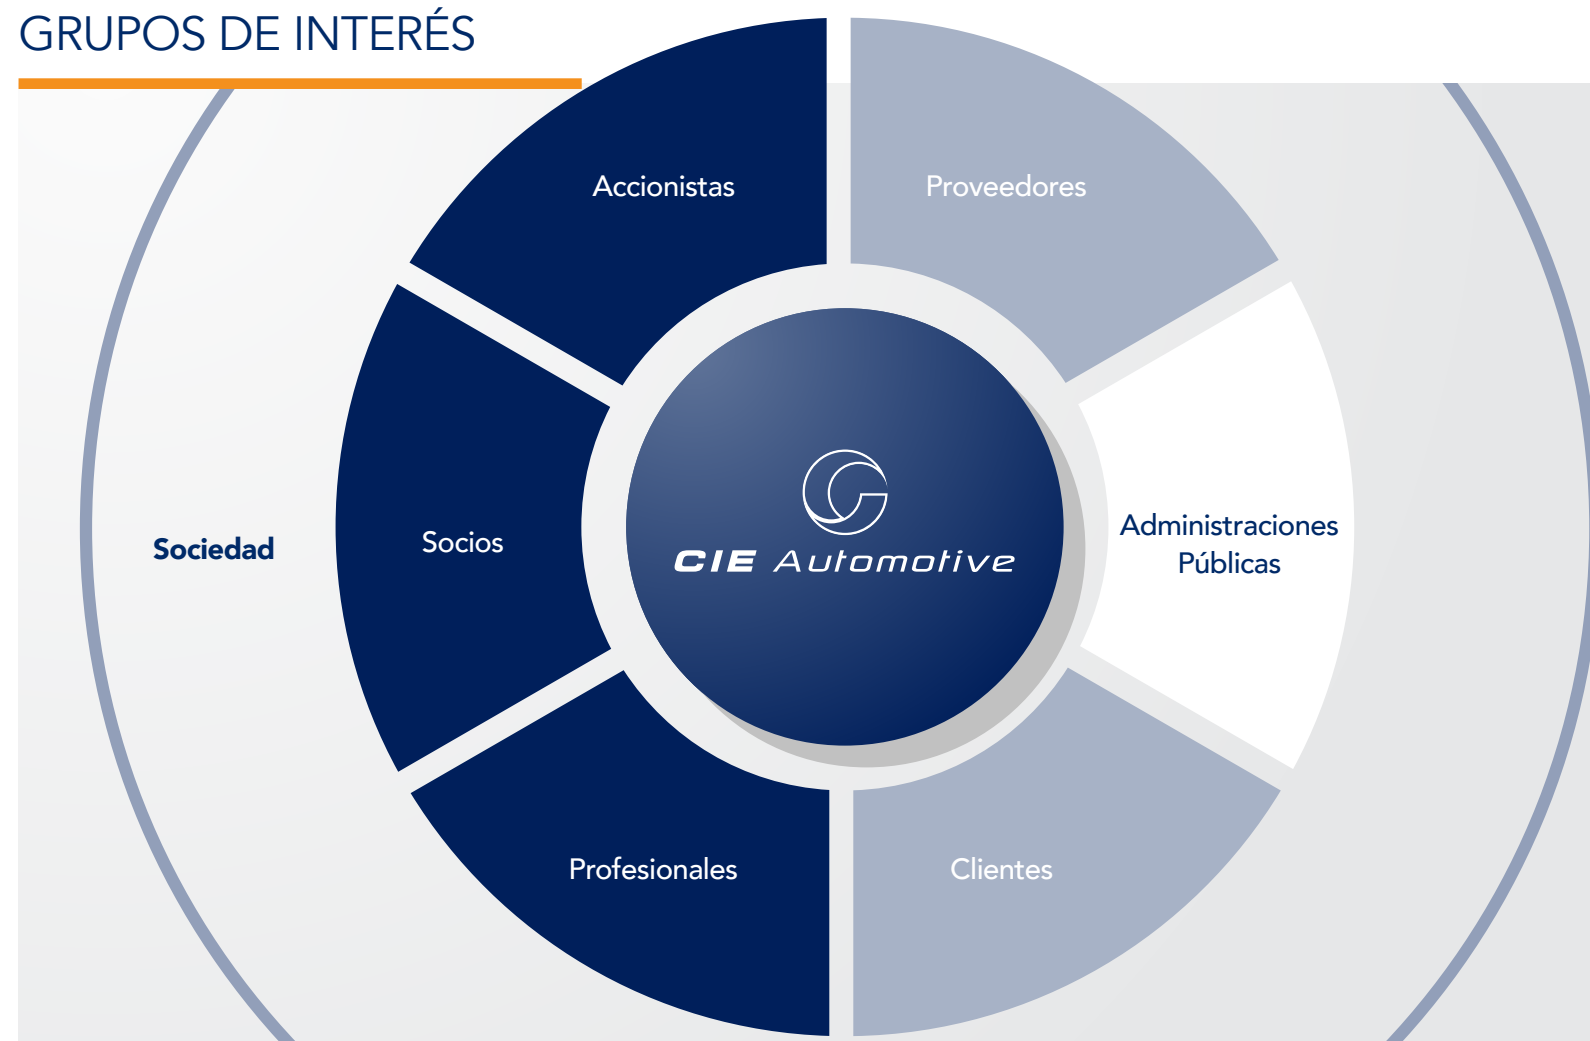 GRUPOS DE INTERÉS
Accionistas
Proveedores
Sociedad
Socios
CIE Automotive
Administraciones
Públicas
Profesionales
Clientes